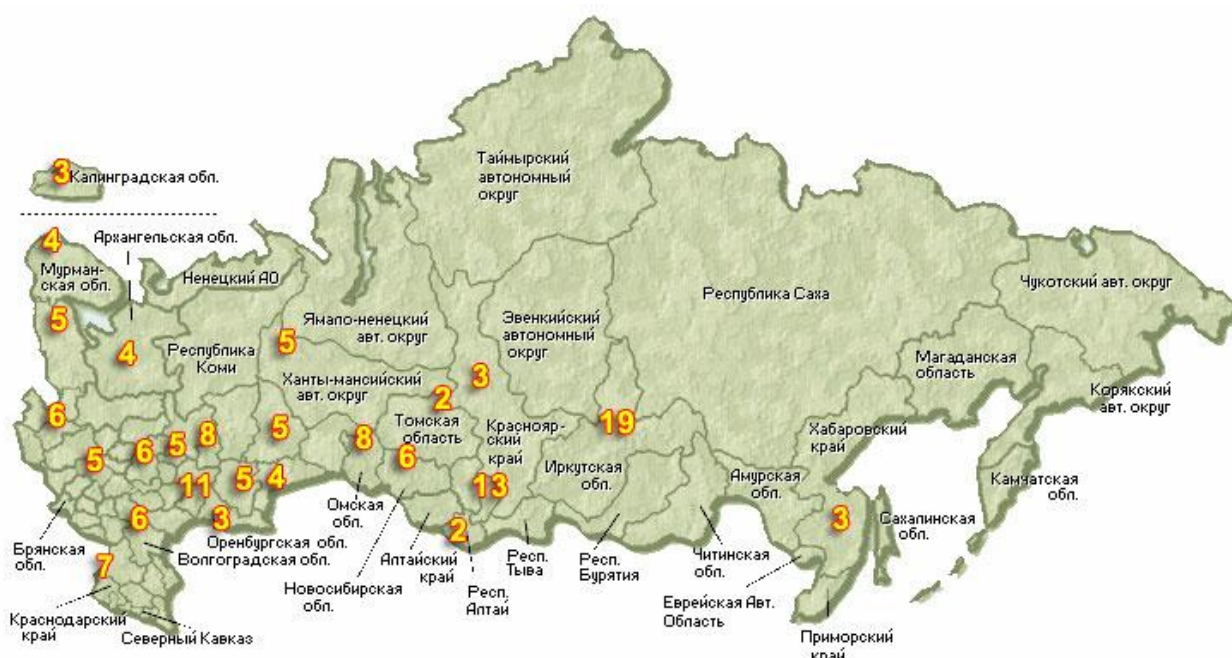 Таймырский
автономный
округ
3
Калинградская обл.
Архангельская обл.
4
Мурман-
ская обл.
Ненецкий АО
Чукотский авт. округ
Республика Саха
5
Ямало-ненецкий
авт. округ
Эвенкийский
автономный
округ
4
Республика
Коми
5
Магаданская
область
Ханты-мансийский
авт. округ
3
Корякский
авт. округ
2
6
19
Томская
область
Краснояр-
ский
край
Хабаровский
край
5
6
5
8
5
8
6
Иркутская
обл.
Амурская
обл.
Камчатская
обл.
11
5
4
13
Омская
обл.
6
3
2
3
Сахалинская
обл.
Оренбургская обл.
Брянская
обл.
Волгоградская обл.
Алтайский
край
Респ.
Тыва
Респ.
Бурятия
Читинская
обл.
7
Новосибирская
обл.
Респ.
Алтай
Еврейская Авт.
Область
Краснодарский
край
Северный Кавказ
Приморский
край